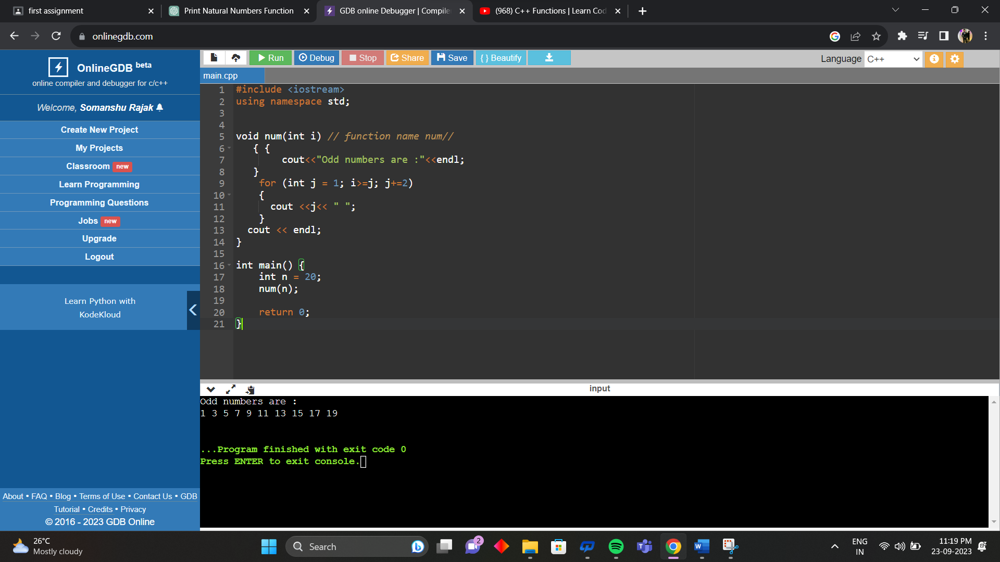 first assignment
Print Natural Numbers Function
GDB online Debugger | Compile
(968) C++ Functions | Learn Cod
onlinegdb.com
OnlineGDB beta
online compiler and debugger for c/c++
Welcome, Somanshu Rajak
Create New Project
My Projects
Classroom new
Learn Programming
Programming Questions
Jobs new
Upgrade
Logout
Learn Python with
KodeKloud
About • FAQ • Blog • Terms of Use • Contact Us • GDB
Tutorial • Credits • Privacy
© 2016 - 2023 GDB Online
Run Debug Stop Share Save { } Beautify
Language C++
main.cpp
1 #include <iostream>
2 using namespace std;
3
4
5 void num(int i) // function name num//
6 { {
7 cout<<"Odd numbers are :"<<endl;
8 }
9 for (int j = 1; i>=j; j+=2)
10 {
11 cout <<j<< " ";
12 }
13 cout << endl;
14 }
15
16 int main() {
17 int n = 20;
18 num(n);
19
20 return 0;
21 }
input
Odd numbers are :
1 3 5 7 9 11 13 15 17 19
...Program finished with exit code 0
Press ENTER to exit console.
26°C
Mostly cloudy
Search
2
ENG
IN
11:19 PM
23-09-2023